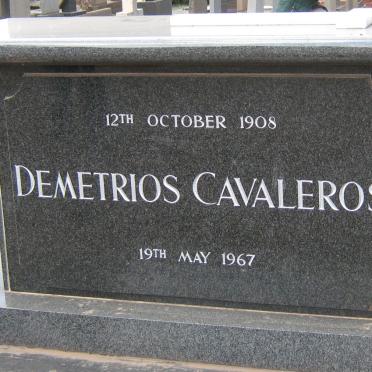 12TH OCTOBER 1908
DEMETRIOS CAVALEROS
19TH MAY 1967